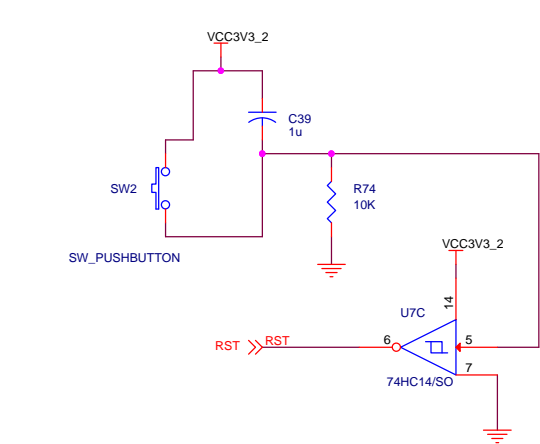 VCC3V3_2
C39
1u
SW2
R74
10K
SW_PUSHBUTTON
VCC3V3_2
14
U7C
RST
RST
6
5
7
74HC14/SO